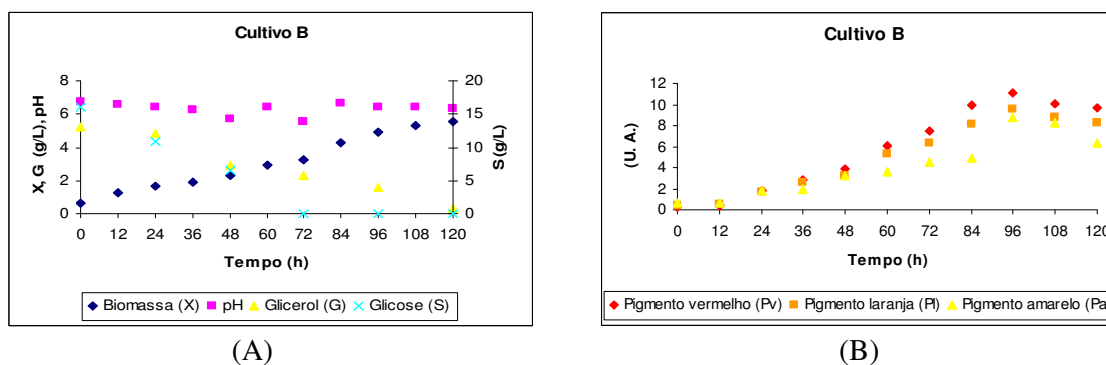 Cultivo B
X, G (g/L), pH
8
6
4
2
0
20
15
10
5
0
S (g/L)
0 12 24 36 48 60 72 84 96 108 120
Tempo (h)
Biomassa (X) pH Glicerol (G) Glicose (S)
(A)
Cultivo B
(U. A.)
12
10
8
6
4
2
0
0 12 24 36 48 60 72 84 96 108 120
Tempo (h)
Pigmento vermelho (Pv) Pigmento laranja (Pl) Pigmento amarelo (Pa
(B)